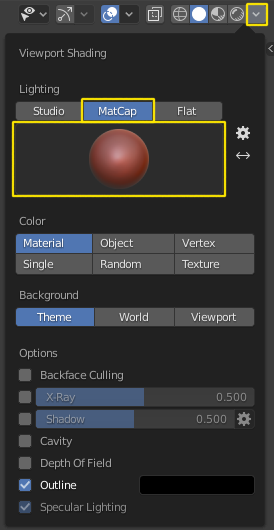 Viewport Shading
Lighting
Studio MatCap Flat
Color
Material Object Vertex
Single Random Texture
Background
Theme World Viewport
Options
Backface Culling
X-Ray 0.500
Shadow 0.500
Cavity
Depth Of Field
Outline
Specular Lighting